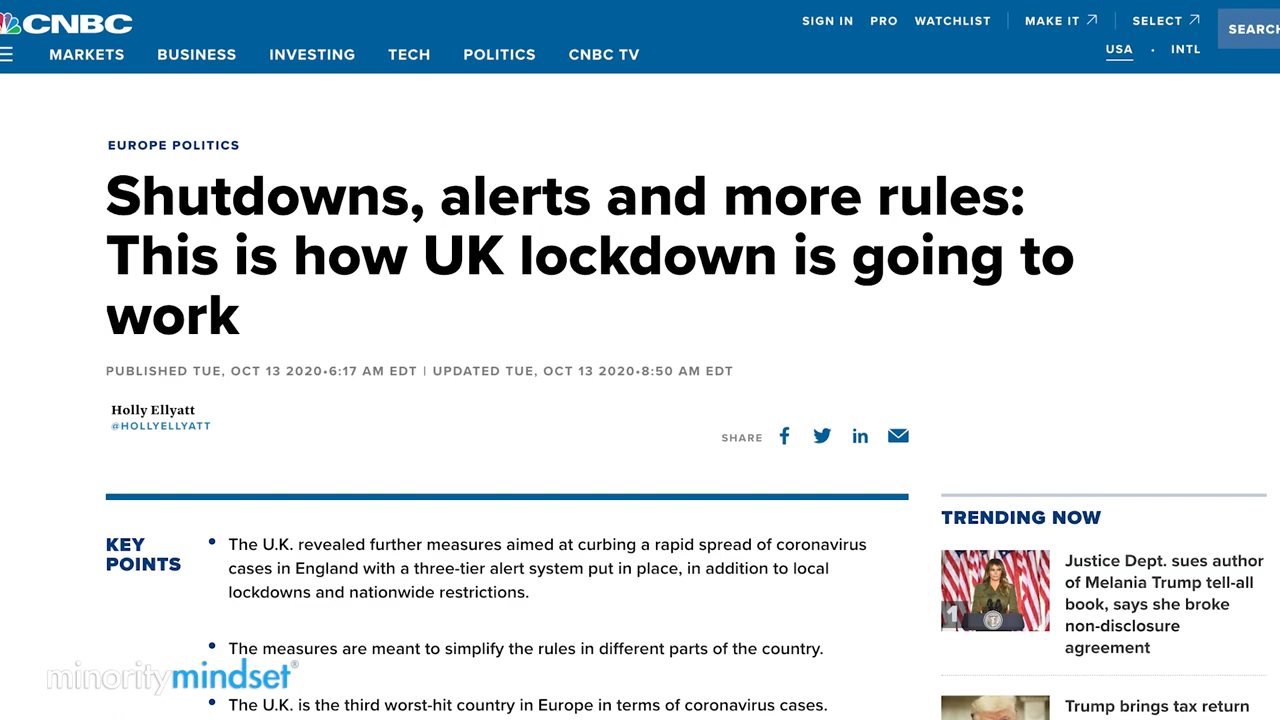 CNBC
SIGN IN PRO WATCHLIST MAKE IT SELECT
SEARCH
MARKETS BUSINESS INVESTING TECH POLITICS CNBC TV
USA · INTL
EUROPE POLITICS
Shutdowns, alerts and more rules:
This is how UK lockdown is going to
work
PUBLISHED TUE, OCT 13 2020•6:17 AM EDT | UPDATED TUE, OCT 13 2020•8:50 AM EDT
Holly Ellyatt
@HOLLYELLYATT
SHARE
KEY
POINTS
• The U.K. revealed further measures aimed at curbing a rapid spread of coronavirus
cases in England with a three-tier alert system put in place, in addition to local
lockdowns and nationwide restrictions.
• The measures are meant to simplify the rules in different parts of the country.
• The U.K. is the third worst-hit country in Europe in terms of coronavirus cases.
TRENDING NOW
1
Justice Dept. sues author
of Melania Trump tell-all
book, says she broke
non-disclosure
agreement
Trump brings tax return
minoritymindset®